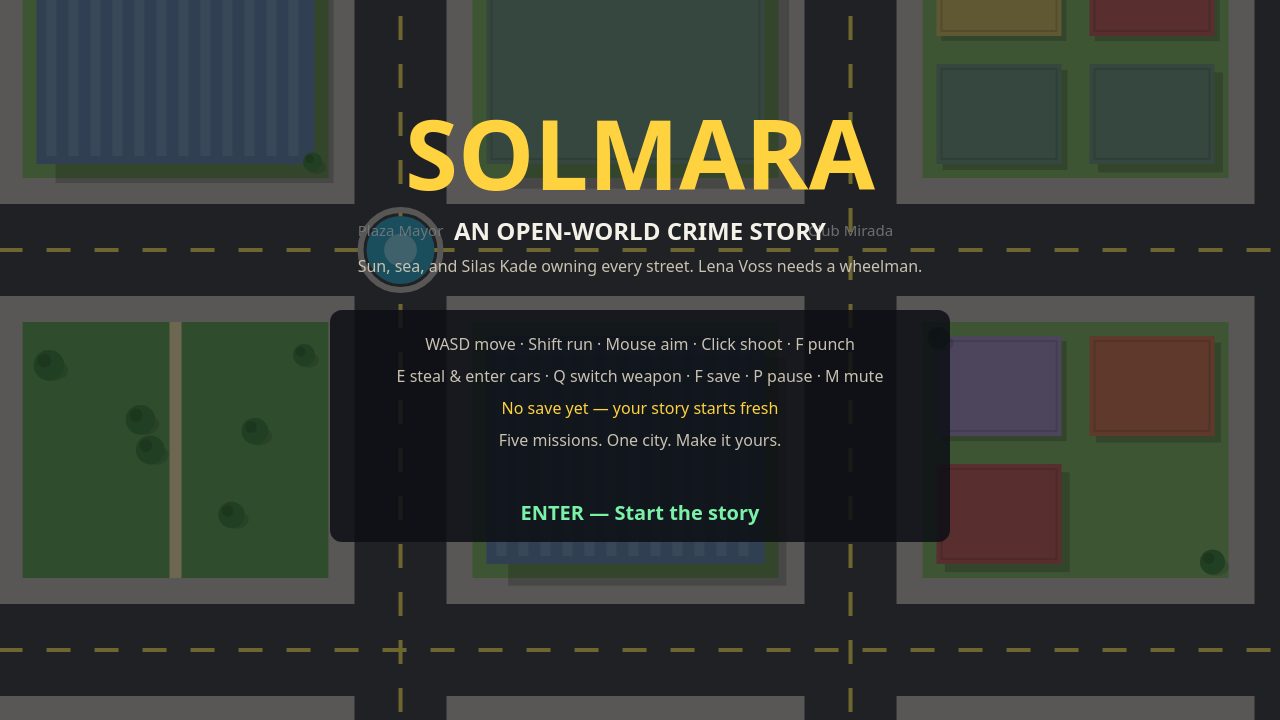 SOLMARA
Plaza Mayor
AN OPEN-WORLD CRIME STORY
Club Mirada
Sun, sea, and Silas Kade owning every street. Lena Voss needs a wheelman.
WASD move · Shift run · Mouse aim · Click shoot · F punch
E steal & enter cars · Q switch weapon · F save · P pause · M mute
No save yet — your story starts fresh
Five missions. One city. Make it yours.
ENTER — Start the story